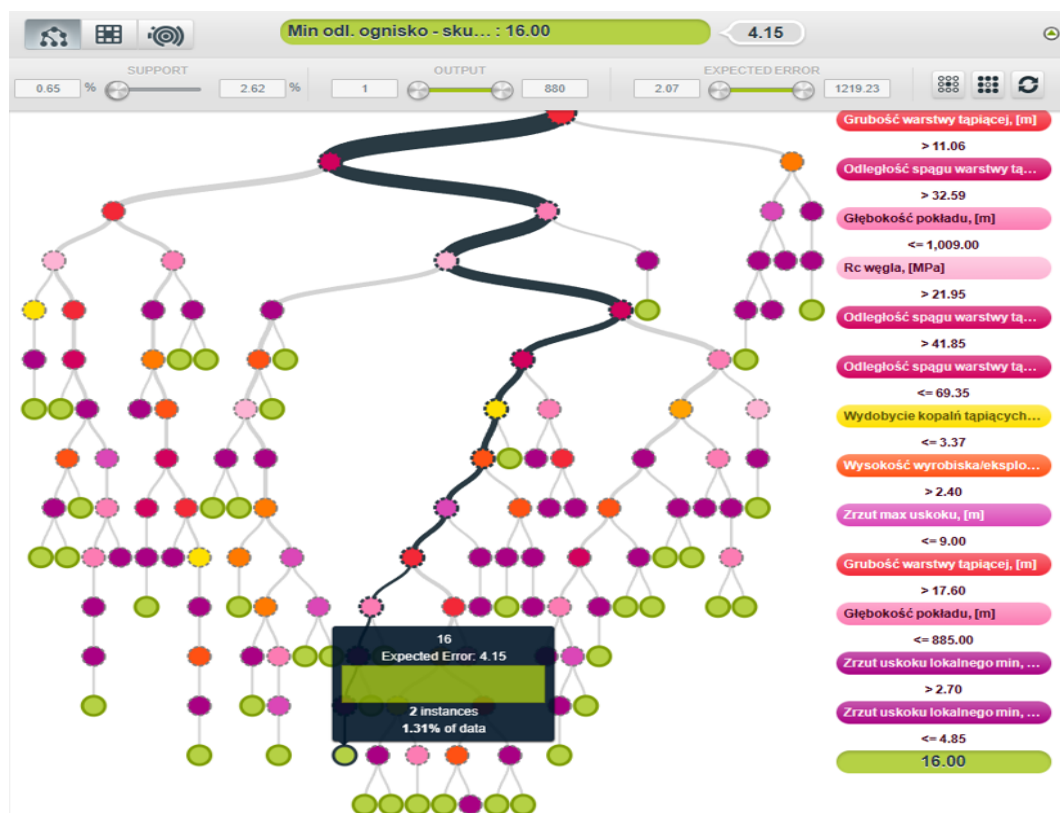 Min odl. ognisko - sku... : 16.00
4.15
SUPPORT
OUTPUT
EXPECTED ERROR
0.65 %
2.62 %
1
880
2.07
1219.23
Grubość warstwy tąpiącej, [m]
> 11.06
Odległość spągu warstwy tą...
> 32.59
Głębokość pokładu, [m]
<= 1,009.00
Rc węgla, [MPa]
> 21.95
Odległość spągu warstwy tą...
> 41.85
Odległość spągu warstwy tą...
<= 69.35
Wydobycie kopalń tąpiących...
<= 3.37
Wysokość wyrobiska/eksplo...
> 2.40
Zrzut max uskoku, [m]
<= 9.00
Grubość warstwy tąpiącej, [m]
> 17.60
Głębokość pokładu, [m]
<= 885.00
Zrzut uskoku lokalnego min, ...
> 2.70
Zrzut uskoku lokalnego min, ...
<= 4.85
16.00
16
Expected Error: 4.15
2 instances
1.31% of data